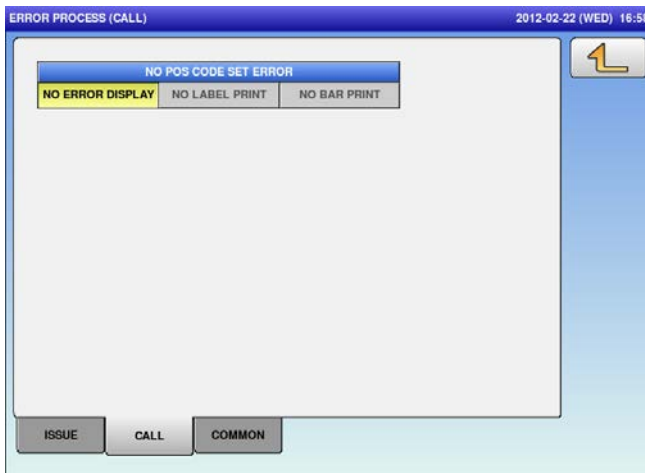 ERROR PROCESS (CALL) 2012-02-22 (WED) 16:58
NO POS CODE SET ERROR
NO ERROR DISPLAY NO LABEL PRINT NO BAR PRINT
ISSUE CALL COMMON